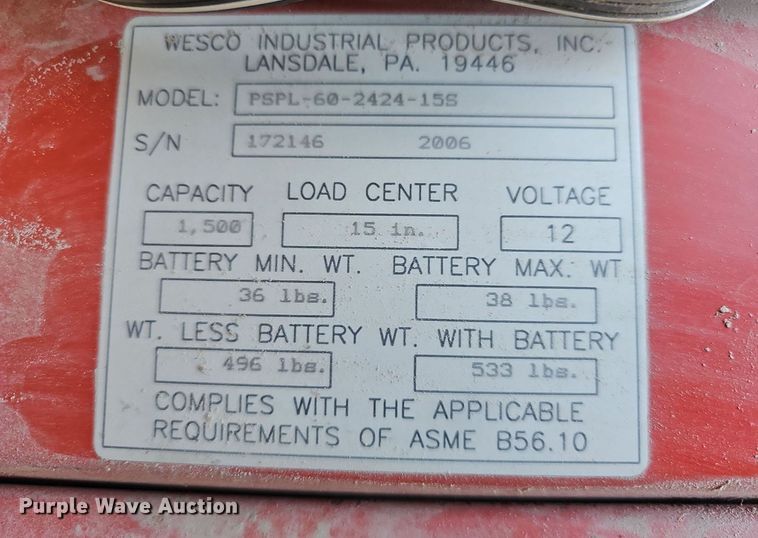 WESCO INDUSTRIAL PRODUCTS, INC.
LANSDALE, PA. 19446
MODEL: PSPL-60-2424-15S
S/N 172146 2006
CAPACITY LOAD CENTER VOLTAGE
1,500 15 in. 12
BATTERY MIN. WT. BATTERY MAX. WT
36 lbs. 38 lbs.
WT. LESS BATTERY WT. WITH BATTERY
496 lbs. 533 lbs.
COMPLIES WITH THE APPLICABLE
REQUIREMENTS OF ASME B56.10
Purple Wave Auction